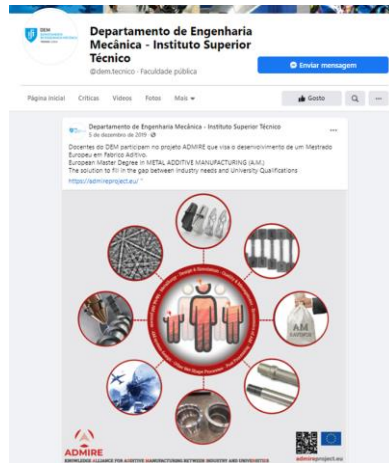 DEM
Departamento de Engenharia
Mecânica - Instituto Superior
Técnico
@dem.tecnico · Faculdade pública
Enviar mensagem
Página inicial Críticas Vídeos Fotos Mais
Gosto
Departamento de Engenharia Mecânica - Instituto Superior Técnico
5 de dezembro de 2019
Docentes do DEM participam no projeto ADMIRE que visa o desenvolvimento de um Mestrado
Europeu em Fabrico Aditivo.
European Master Degree in METAL ADDITIVE MANUFACTURING (A.M.)
The solution to fill in the gap between Industry needs and University Qualifications
https://admireproject.eu/
AM
ADMIRE
KNOWLEDGE ALLIANCE FOR ADDITIVE MANUFACTURING BETWEEN INDUSTRY AND UNIVERSITIES
admireproject.eu